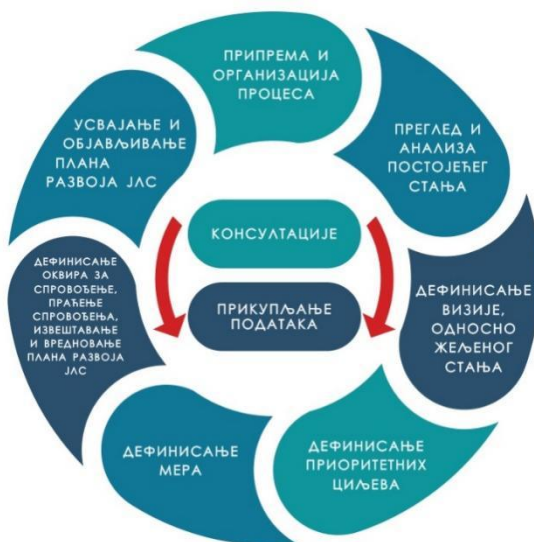 ПРИПРЕМА И
ОРГАНИЗАЦИЈА
ПРОЦЕСА
ПРЕГЛЕД И
АНАЛИЗА
ПОСТОЈЕЋЕГ
СТАЊА
ДЕФИНИСАЊЕ
ВИЗИЈЕ,
ОДНОСНО
ЖЕЉЕНОГ
СТАЊА
ДЕФИНИСАЊЕ
ПРИОРИТЕТНИХ
ЦИЉЕВА
ДЕФИНИСАЊЕ
МЕРА
ДЕФИНИСАЊЕ
ОКВИРА ЗА
СПРОВОЂЕЊЕ,
ПРАЋЕЊЕ
СПРОВОЂЕЊА,
ИЗВЕШТАВАЊЕ
И ВРЕДНОВАЊЕ
ПЛАНА РАЗВОЈА
ЈЛС
УСВАЈАЊЕ И
ОБЈАВЉИВАЊЕ
ПЛАНА
РАЗВОЈА ЈЛС
КОНСУЛТАЦИЈЕ
ПРИКУПЉАЊЕ
ПОДАТАКА